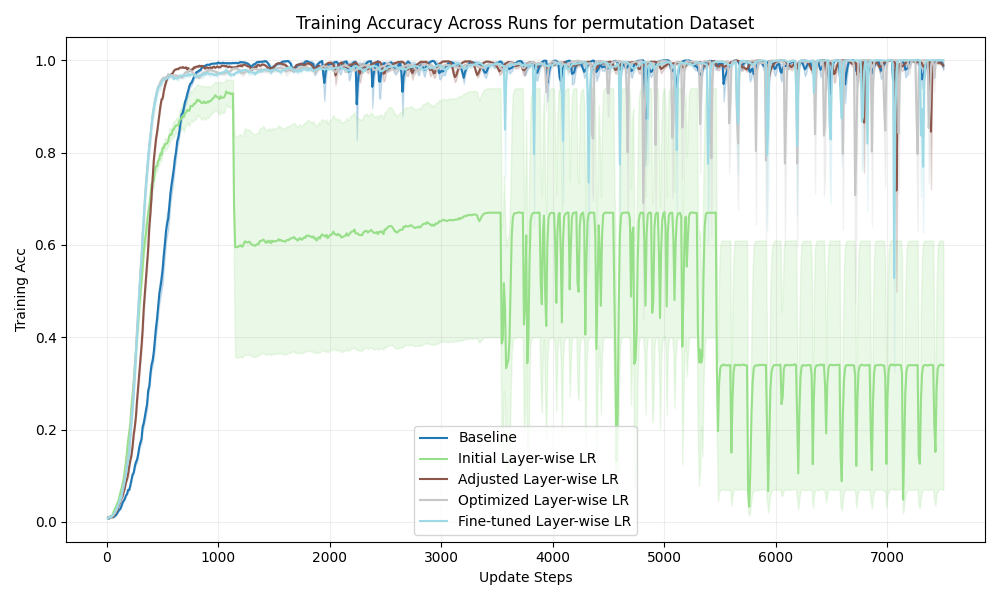 Training Accuracy Across Runs for permutation Dataset
Training Acc
1.0
0.8
0.6
0.4
0.2
0.0
Baseline
Initial Layer-wise LR
Adjusted Layer-wise LR
Optimized Layer-wise LR
Fine-tuned Layer-wise LR
0 1000 2000 3000 4000 5000 6000 7000
Update Steps